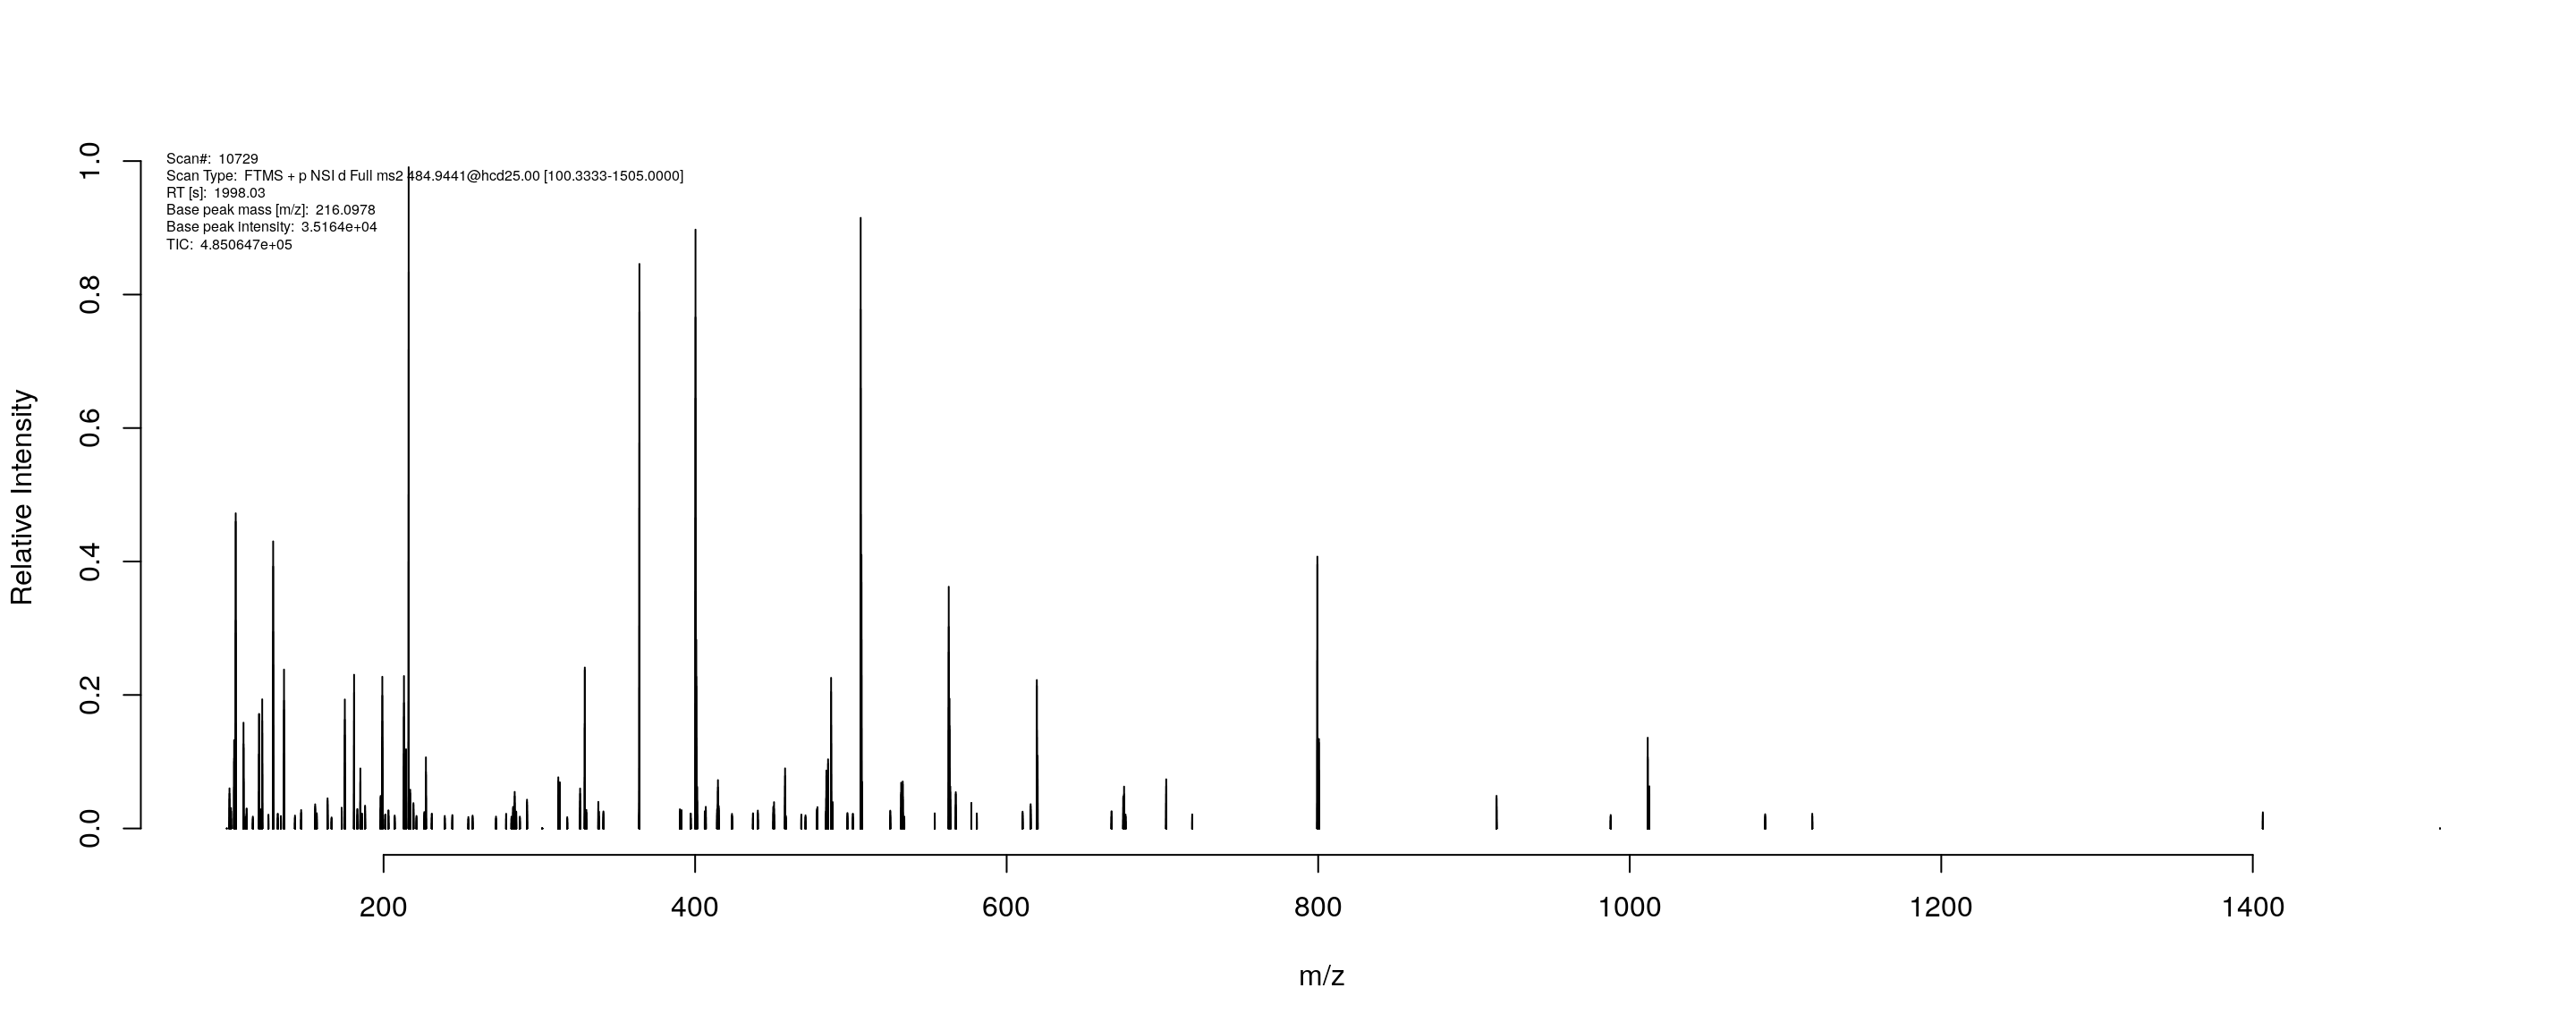 Scan#: 10729
Scan Type: FTMS + p NSI d Full ms2 484.9441@hcd25.00 [100.3333-1505.0000]
RT [s]: 1998.03
Base peak mass [m/z]: 216.0978
Base peak intensity: 3.5164e+04
TIC: 4.850647e+05
1.0
0.8
0.6
0.4
0.2
0.0
Relative Intensity
200 400 600 800 1000 1200 1400
m/z